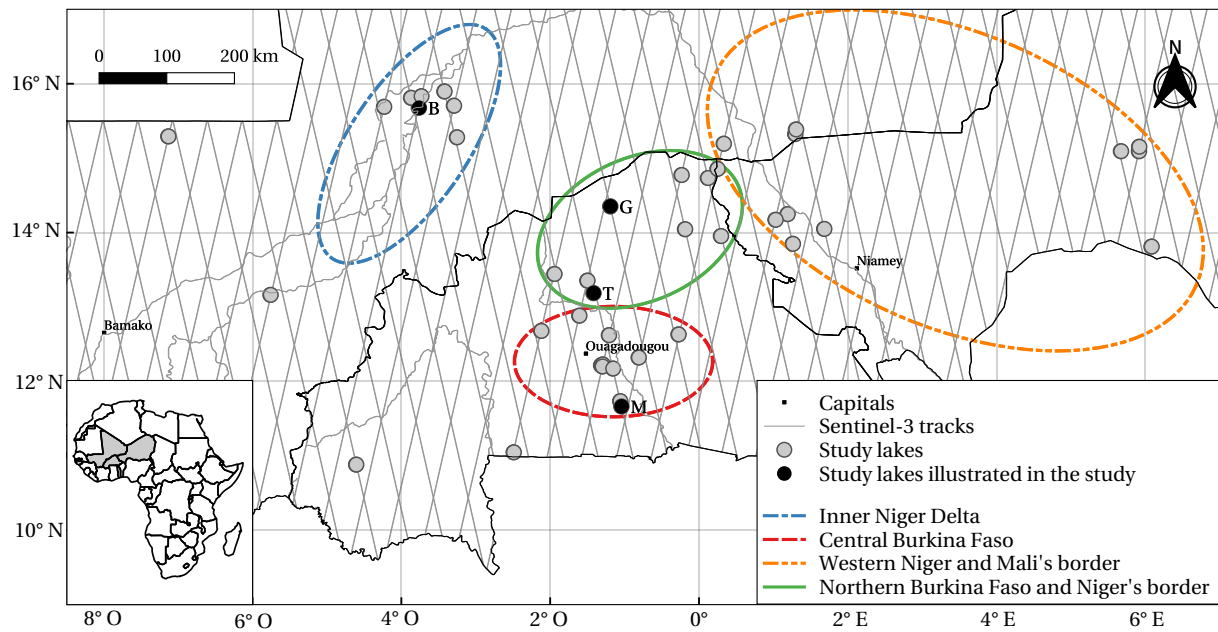 0 100 200 km
N
16° N
14° N
12° N
10° N
B
G
T
M
Niamey
Bamako
Ouagadougou
Capitals
Sentinel-3 tracks
Study lakes
Study lakes illustrated in the study
Inner Niger Delta
Central Burkina Faso
Western Niger and Mali's border
Northern Burkina Faso and Niger's border
8° O 6° O 4° O 2° O 0° 2° E 4° E 6° E